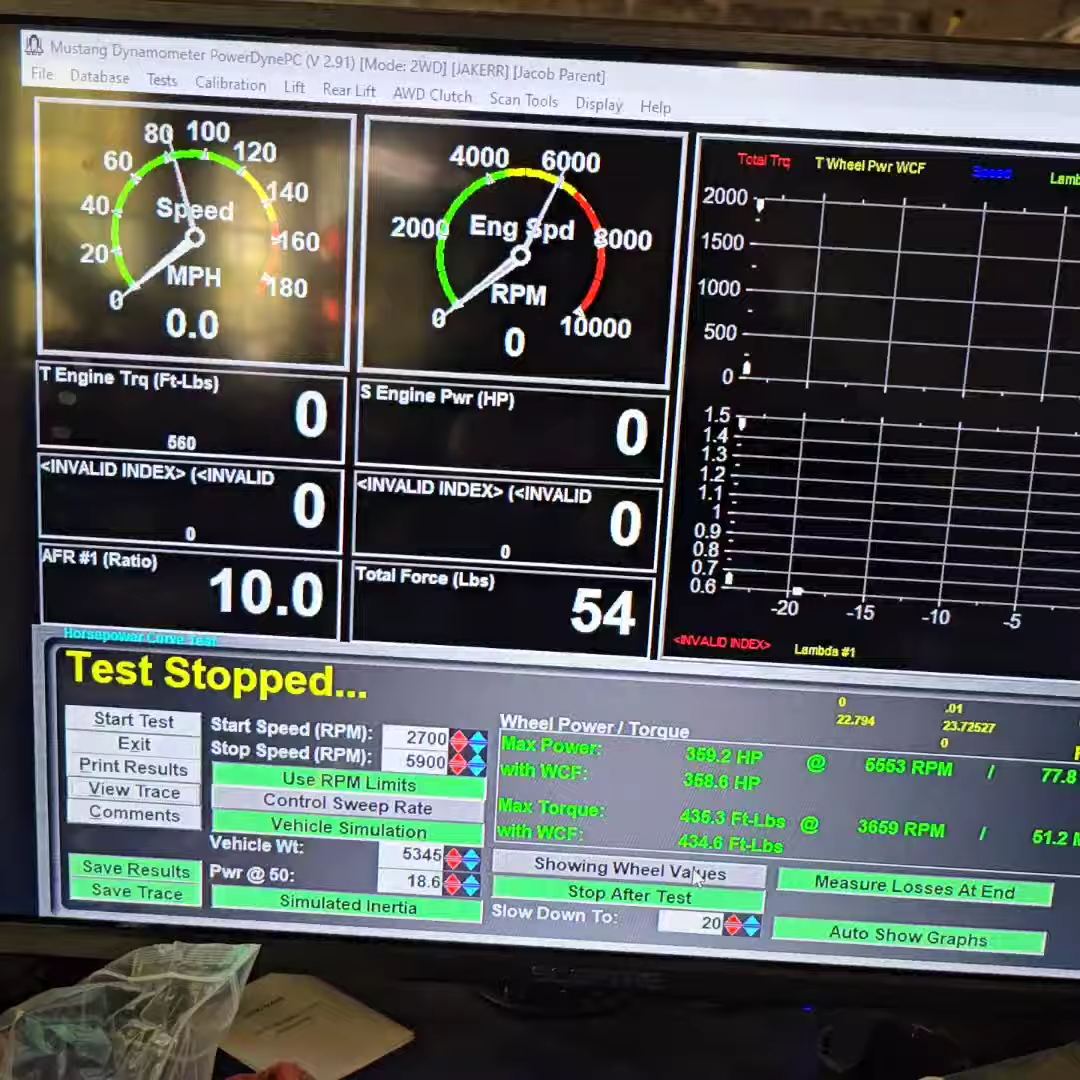 Mustang Dynamometer PowerDynePC (V 2.91) [Mode: 2WD] [JAKERR] [Jacob Parent]
File Database Tests Calibration Lift Rear Lift AWD Clutch Scan Tools Display Help
0 20 40 60 80 100 120 140 160 180
Speed
MPH
0.0
0 2000 4000 6000 8000 10000
Eng Spd
RPM
0
T Engine Trq (Ft-Lbs)
0
560
S Engine Pwr (HP)
0
<INVALID INDEX> (<INVALID
0
0
<INVALID INDEX> (<INVALID
0
0
AFR #1 (Ratio)
10.0
Total Force (Lbs)
54
Total Trq T Wheel Pwr WCF Speed Lamb
2000
1500
1000
500
0
1.5
1.4
1.3
1.2
1.1
1
0.9
0.8
0.7
0.6
-20 -15 -10 -5
<INVALID INDEX> Lambda #1
Horsepower Curve Test
Test Stopped...
0 .01
22.794 23.72527
0
Start Test
Exit
Print Results
View Trace
Comments
Save Results
Save Trace
Start Speed (RPM): 2700
Stop Speed (RPM): 5900
Use RPM Limits
Control Sweep Rate
Vehicle Simulation
Vehicle Wt: 5345
Pwr @ 50: 18.6
Simulated Inertia
Wheel Power / Torque
Max Power: 359.2 HP @ 5553 RPM / 77.8
with WCF: 358.6 HP
Max Torque: 435.3 Ft-Lbs @ 3659 RPM / 51.2 M
with WCF: 434.6 Ft-Lbs
Showing Wheel Values
Stop After Test
Slow Down To: 20
Measure Losses At End
Auto Show Graphs